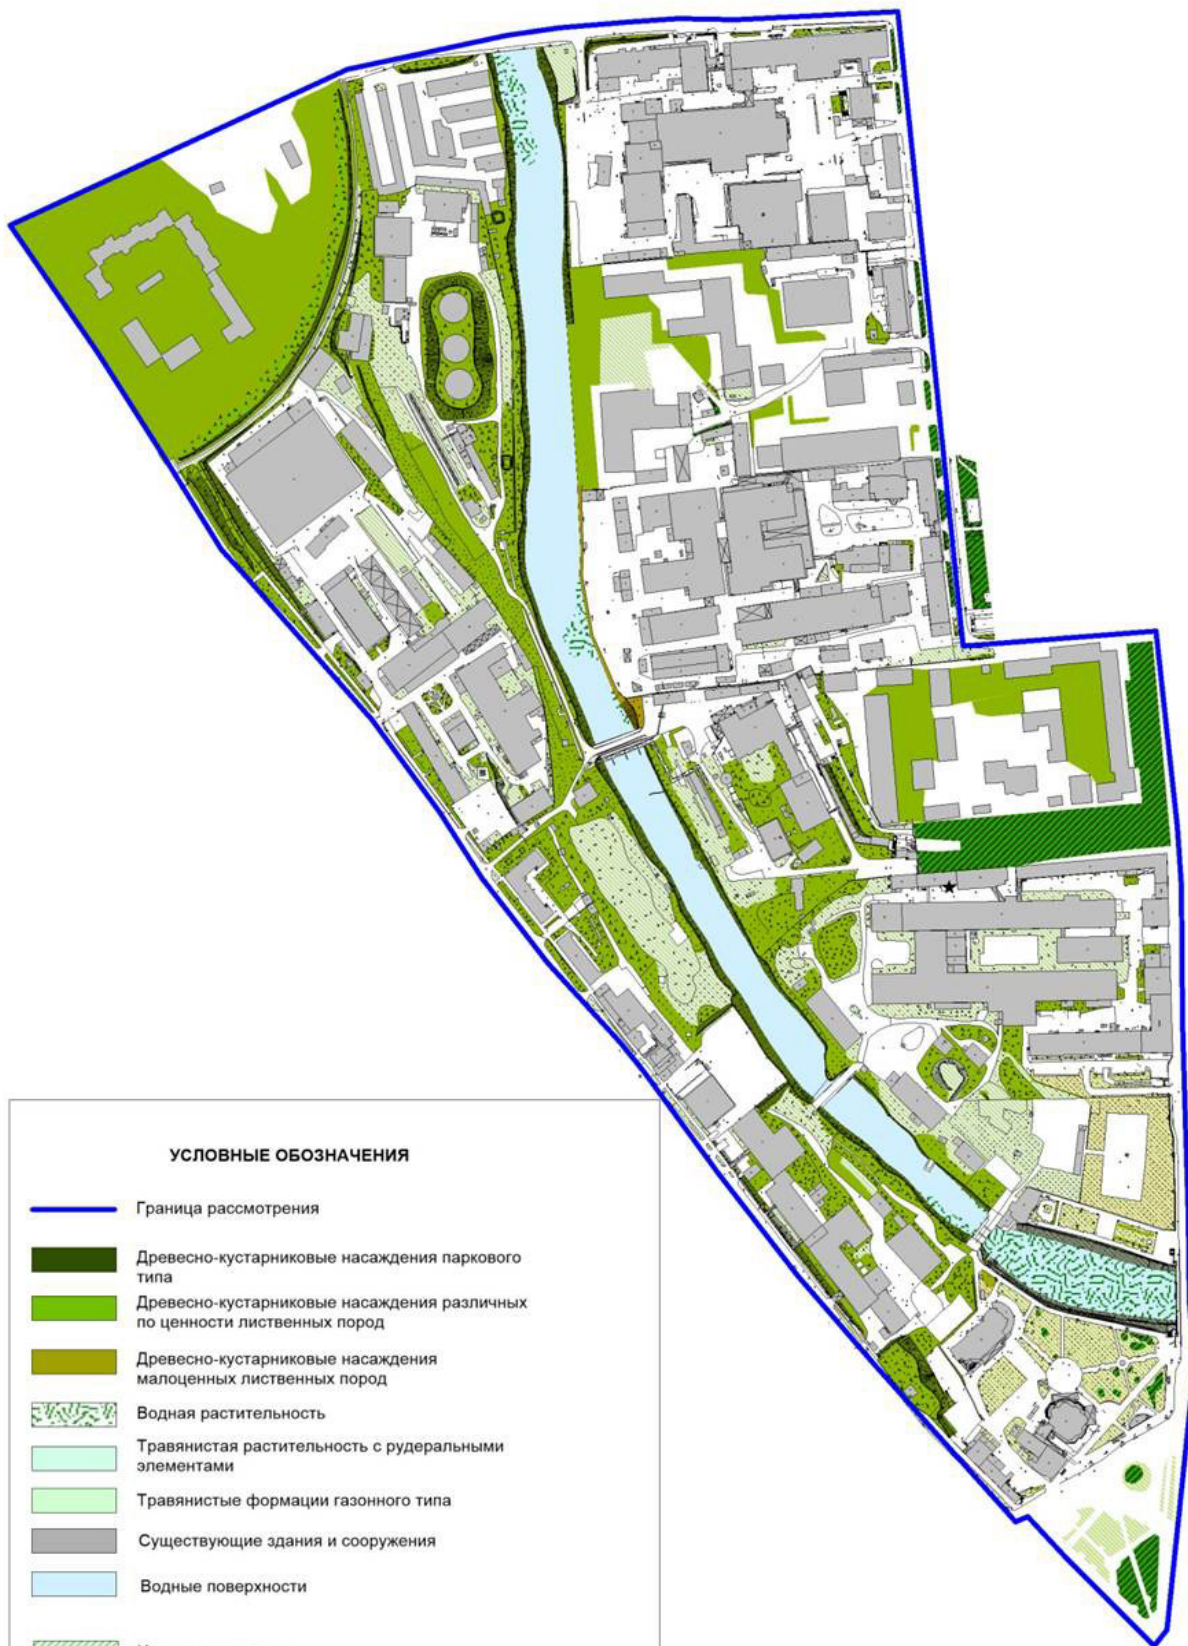 УСЛОВНЫЕ ОБОЗНАЧЕНИЯ
Граница рассмотрения
Древесно-кустарниковые насаждения паркового
типа
Древесно-кустарниковые насаждения различных
по ценности лиственных пород
Древесно-кустарниковые насаждения
малоценных лиственных пород
Водная растительность
Травянистая растительность с рудеральными
элементами
Травянистые формации газонного типа
Существующие здания и сооружения
Водные поверхности